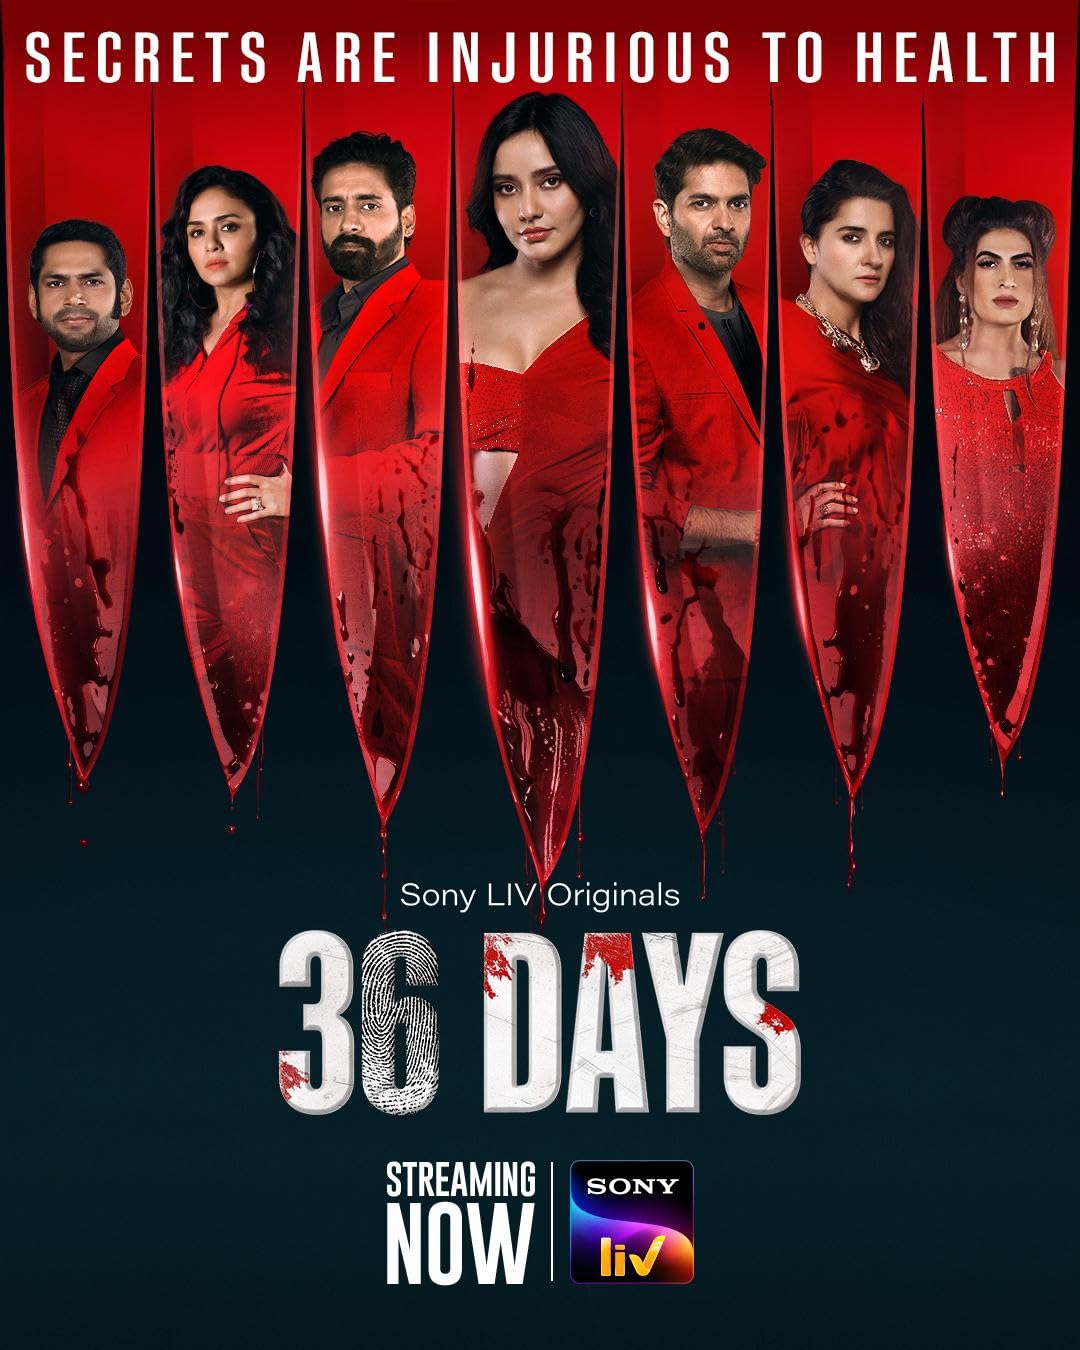 SECRETS ARE INJURIOUS TO HEALTH
Sony LIV Originals
36 DAYS
STREAMING
NOW
SONY
liv